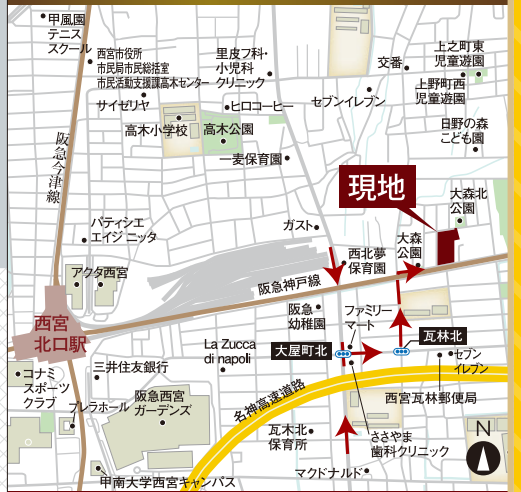 甲風園
テニス
スクール
西宮市役所
市民局市民総括室
市民活動支援課高木センター
サイゼリヤ
里皮フ科・
小児科
クリニック
ヒロコーヒー
高木小学校
高木公園
一麦保育園
交番
セブンイレブン
上之町東
児童遊園
上野町西
児童遊園
日野の森
こども園
大森北
公園
現地
阪急今津線
パティシエ
エイジ ニッタ
アクタ西宮
ガスト
西北夢
保育園
大森
公園
阪急神戸線
西宮
北口駅
阪急
幼稚園
ファミリー
マート
大屋町北
瓦林北
セブン
イレブン
La Zucca
di napoli
コナミ
スポーツ
クラブ
三井住友銀行
プレラホール
阪急西宮
ガーデンズ
名神高速道路
西宮瓦林郵便局
瓦木北
保育所
ささやま
歯科クリニック
マクドナルド
甲南大学西宮キャンパス
N